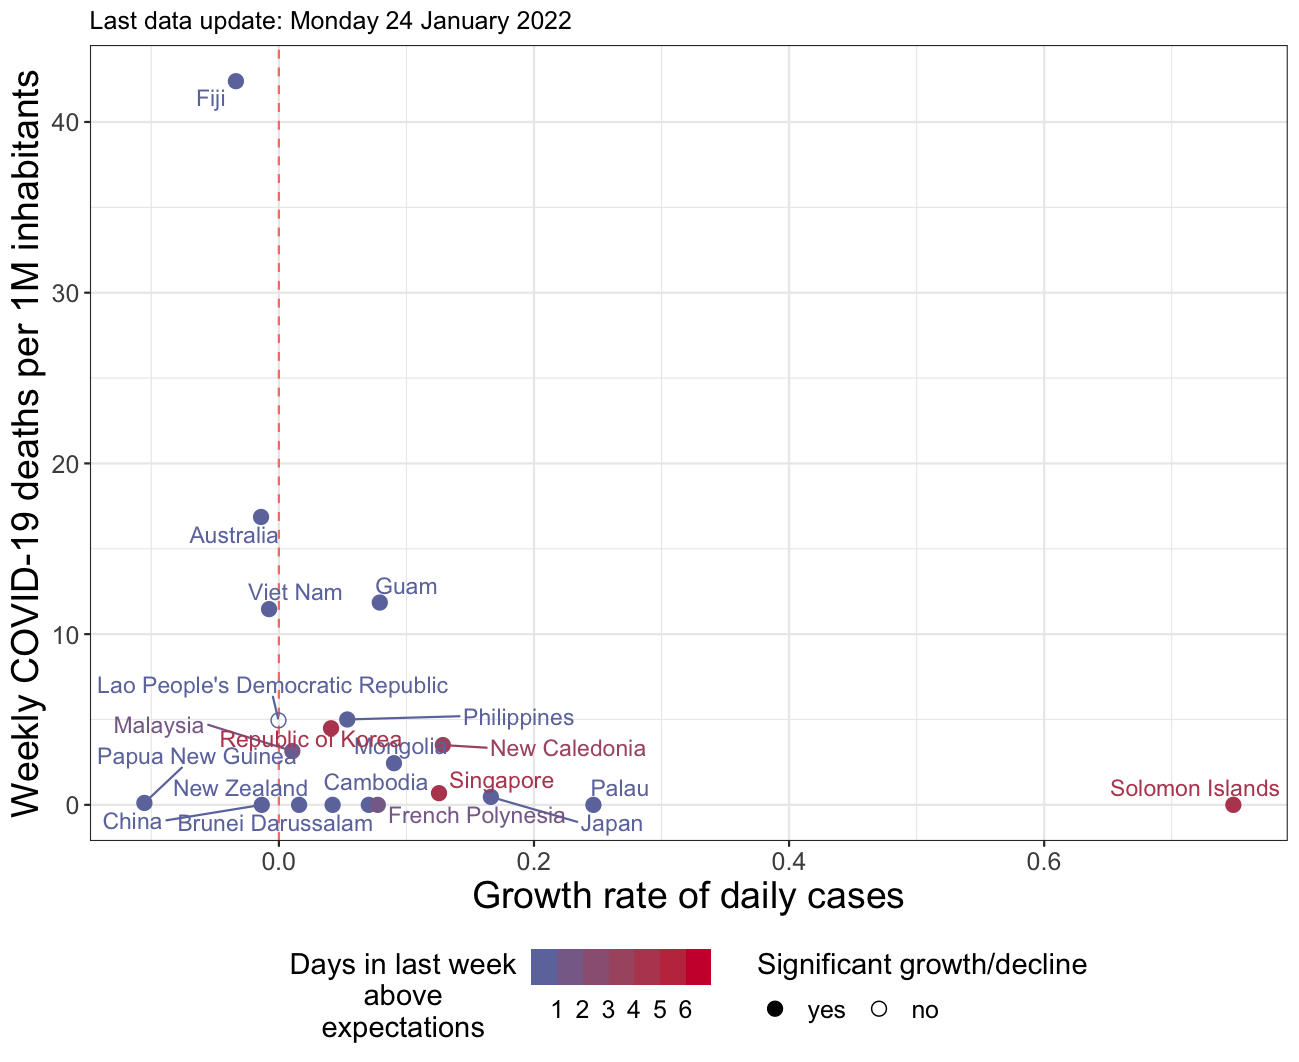 Last data update: Monday 24 January 2022
Weekly COVID-19 deaths per 1M inhabitants
40
30
20
10
0
Fiji
Australia
Viet Nam
Guam
Lao People's Democratic Republic
Malaysia
Philippines
Republic of Korea
Mongolia
New Caledonia
Papua New Guinea
Cambodia
Singapore
New Zealand
Palau
Solomon Islands
China
Brunei Darussalam
French Polynesia
Japan
0.0
0.2
0.4
0.6
Growth rate of daily cases
Days in last week
above
expectations
1 2 3 4 5 6
Significant growth/decline
yes
no